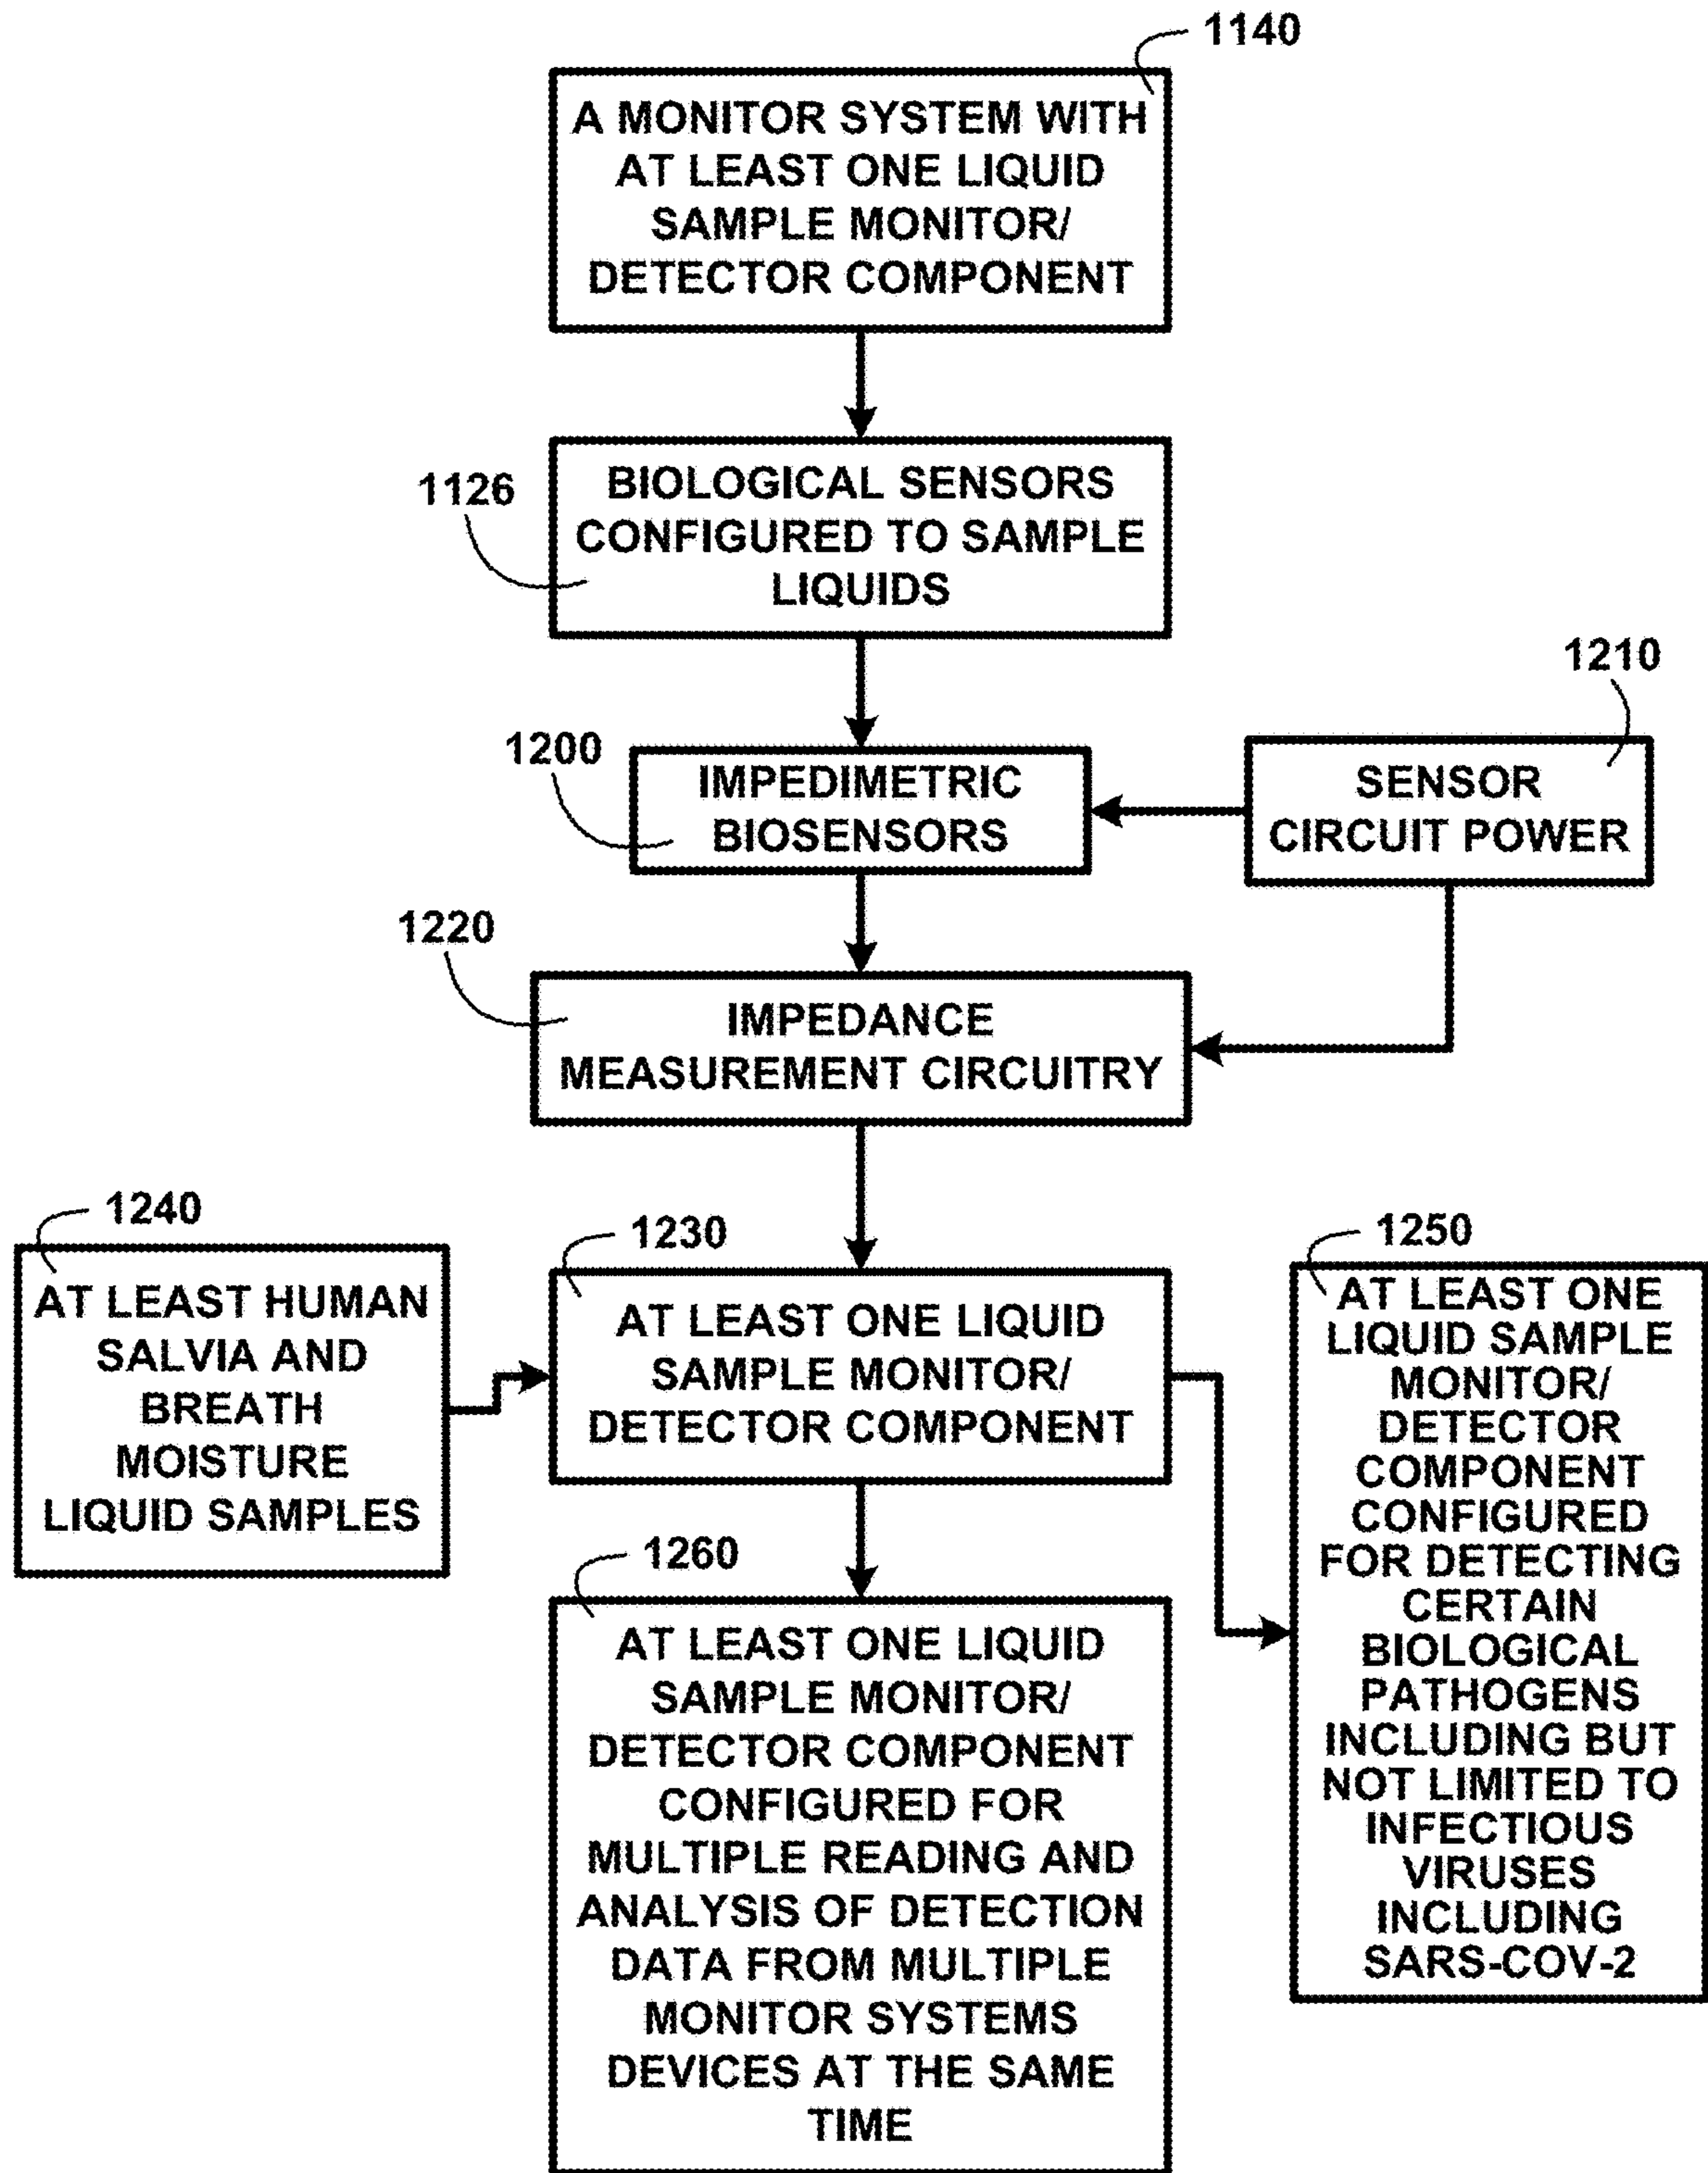 1140
A MONITOR SYSTEM WITH
AT LEAST ONE LIQUID
SAMPLE MONITOR/
DETECTOR COMPONENT
1126
BIOLOGICAL SENSORS
CONFIGURED TO SAMPLE
LIQUIDS
1200
IMPEDIMETRIC
BIOSENSORS
1210
SENSOR
CIRCUIT POWER
1220
IMPEDANCE
MEASUREMENT CIRCUITRY
1240
AT LEAST HUMAN
SALVIA AND
BREATH
MOISTURE
LIQUID SAMPLES
1230
AT LEAST ONE LIQUID
SAMPLE MONITOR/
DETECTOR COMPONENT
1250
AT LEAST ONE
LIQUID SAMPLE
MONITOR/
DETECTOR
COMPONENT
CONFIGURED
FOR DETECTING
CERTAIN
BIOLOGICAL
PATHOGENS
INCLUDING BUT
NOT LIMITED TO
INFECTIOUS
VIRUSES
INCLUDING
SARS-COV-2
1260
AT LEAST ONE LIQUID
SAMPLE MONITOR/
DETECTOR COMPONENT
CONFIGURED FOR
MULTIPLE READING AND
ANALYSIS OF DETECTION
DATA FROM MULTIPLE
MONITOR SYSTEMS
DEVICES AT THE SAME
TIME